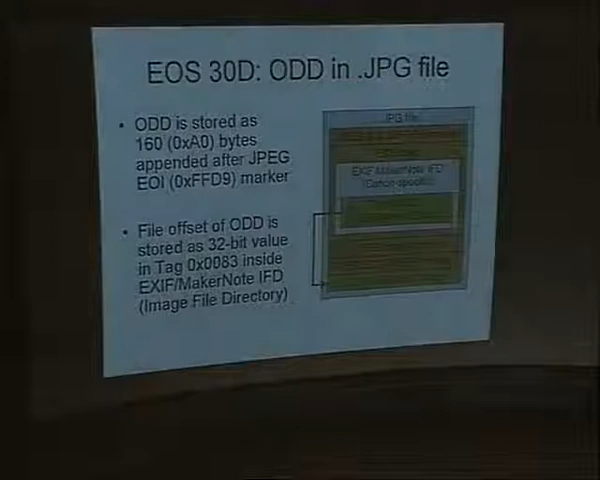 EOS 30D: ODD in .JPG file
• ODD is stored as
160 (0xA0) bytes
appended after JPEG
EOI (0xFFD9) marker
• File offset of ODD is
stored as 32-bit value
in Tag 0x0083 inside
EXIF/MakerNote IFD
(Image File Directory)
JPG file
EXIF/MakerNote IFD
(Canon-specific)